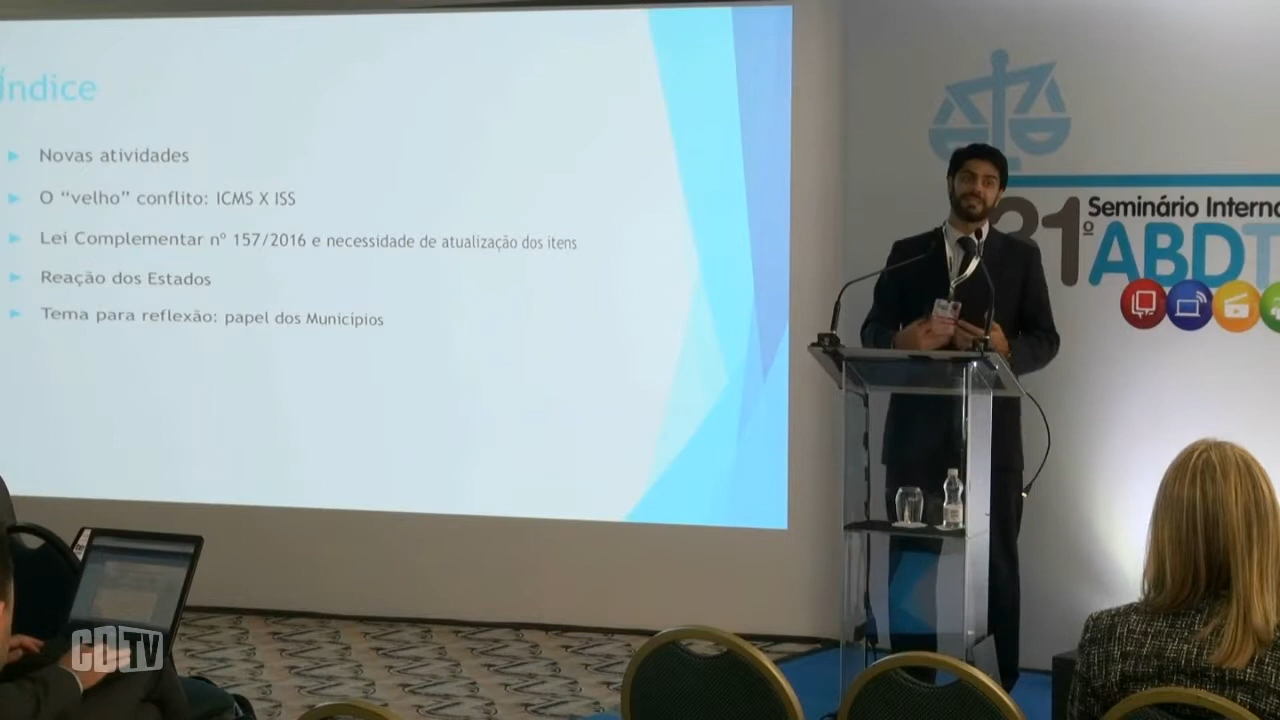 Índice
Novas atividades
O “velho” conflito: ICMS X ISS
Lei Complementar nº 157/2016 e necessidade de atualização dos itens
Reação dos Estados
Tema para reflexão: papel dos Municípios
31º
Seminário Interna
ABDT
CDTV